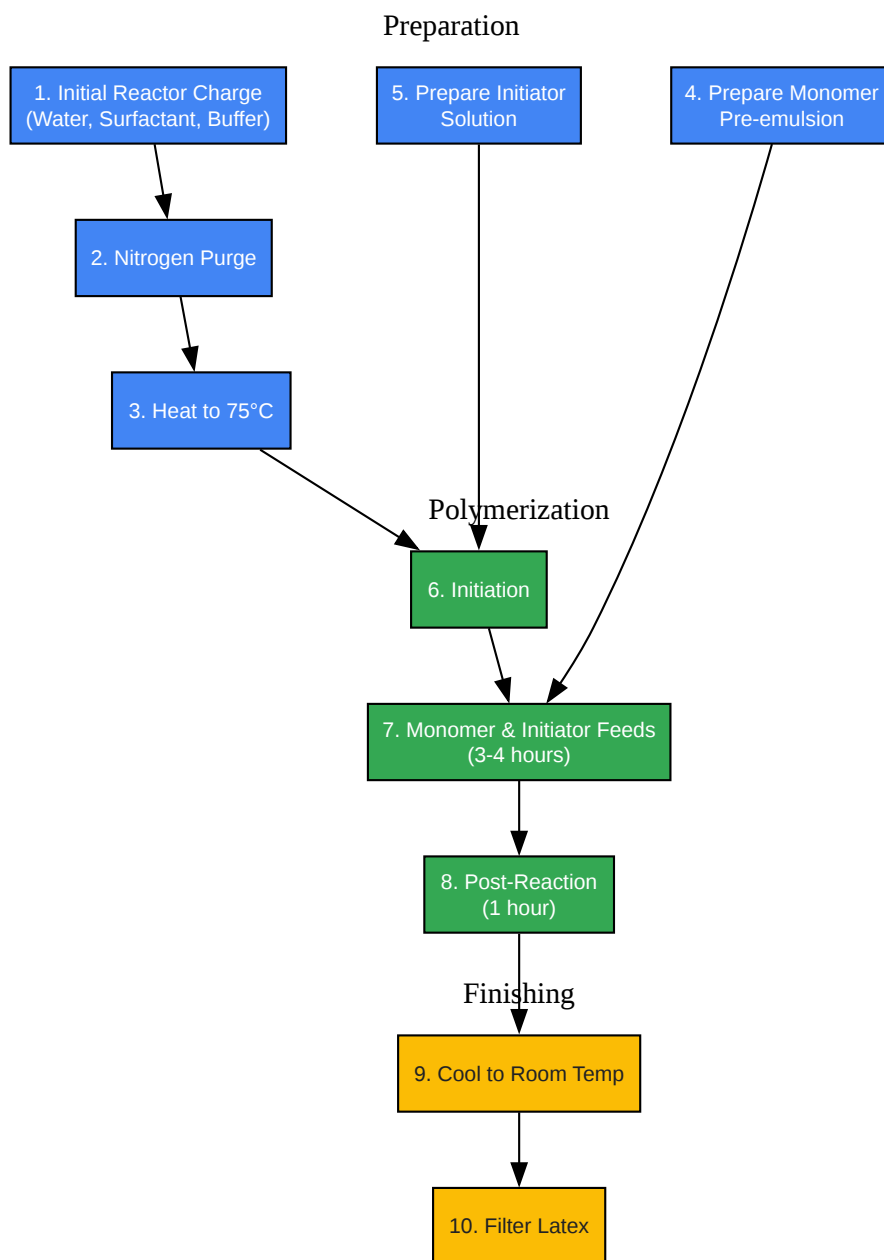 Preparation
1. Initial Reactor Charge
(Water, Surfactant, Buffer)
5. Prepare Initiator
Solution
4. Prepare Monomer
Pre-emulsion
2. Nitrogen Purge
3. Heat to 75°C
Polymerization
6. Initiation
7. Monomer & Initiator Feeds
(3-4 hours)
8. Post-Reaction
(1 hour)
Finishing
9. Cool to Room Temp
10. Filter Latex